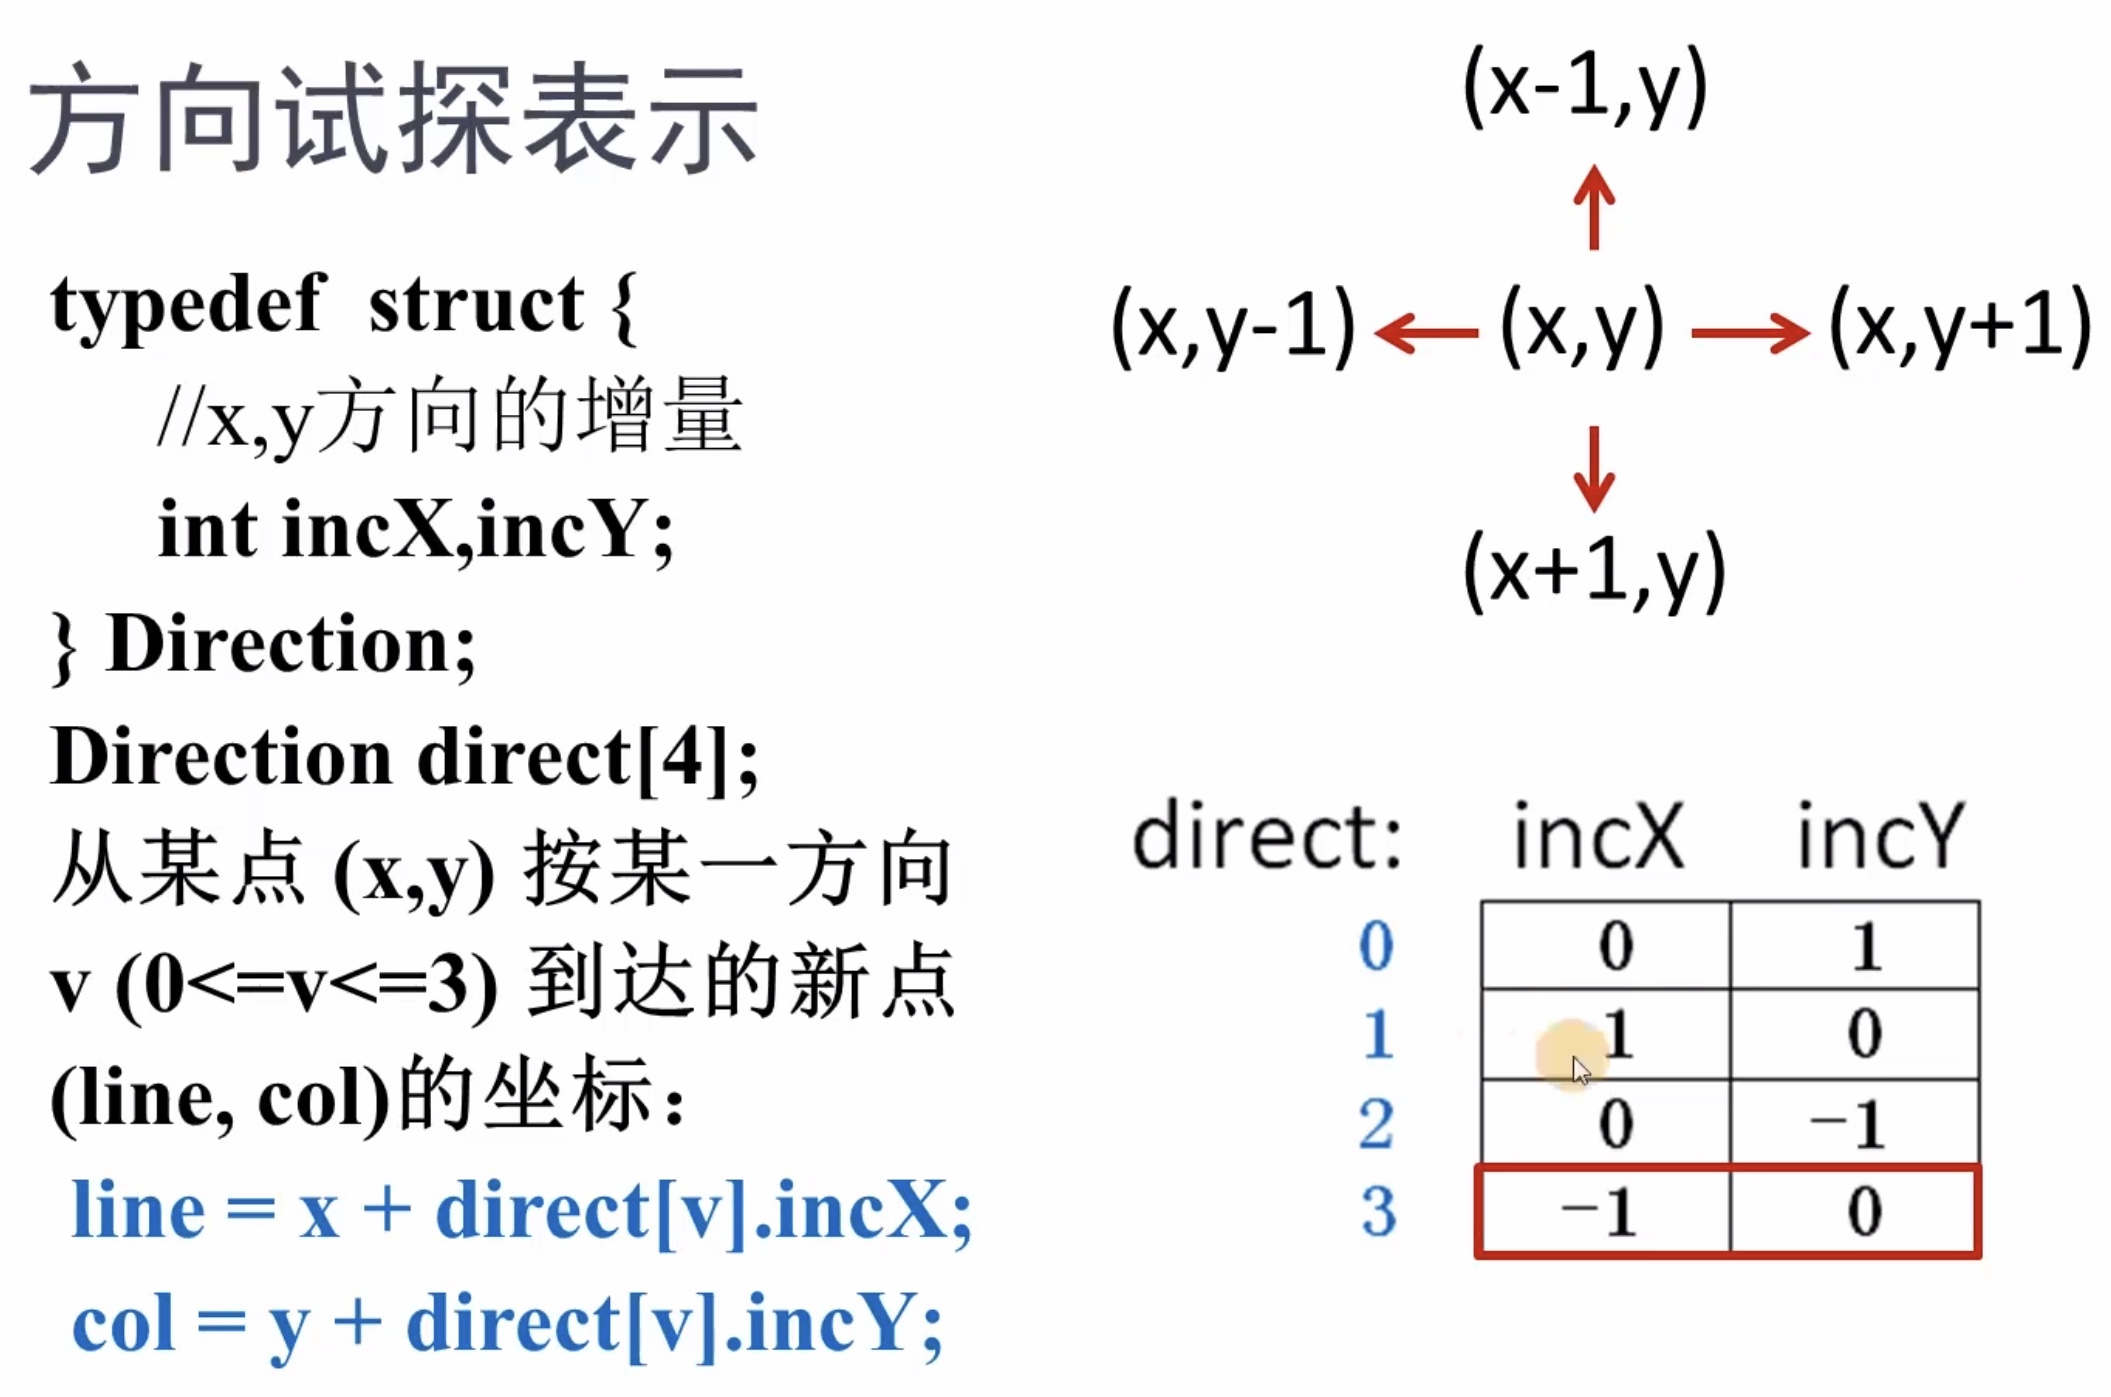 方向试探表示
typedef  struct {
//x,y方向的增量
int incX,incY;
} Direction;
Direction direct[4];
从某点 (x,y) 按某一方向
v (0<=v<=3) 到达的新点
(line, col)的坐标：
line = x + direct[v].incX;
col = y + direct[v].incY;
(x-1,y)
(x,y-1) (x,y) (x,y+1)
(x+1,y)
direct: incX incY
0 0 1
1 1 0
2 0 -1
3 -1 0